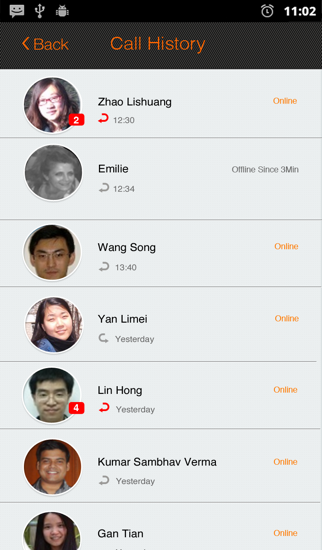 11:02
Back
Call History
Zhao Lishuang
Online
2
12:30
Emilie
Offline Since 3Min
12:34
Wang Song
Online
13:40
Yan Limei
Online
Yesterday
Lin Hong
Online
4
Yesterday
Kumar Sambhav Verma
Online
Yesterday
Gan Tian
Online